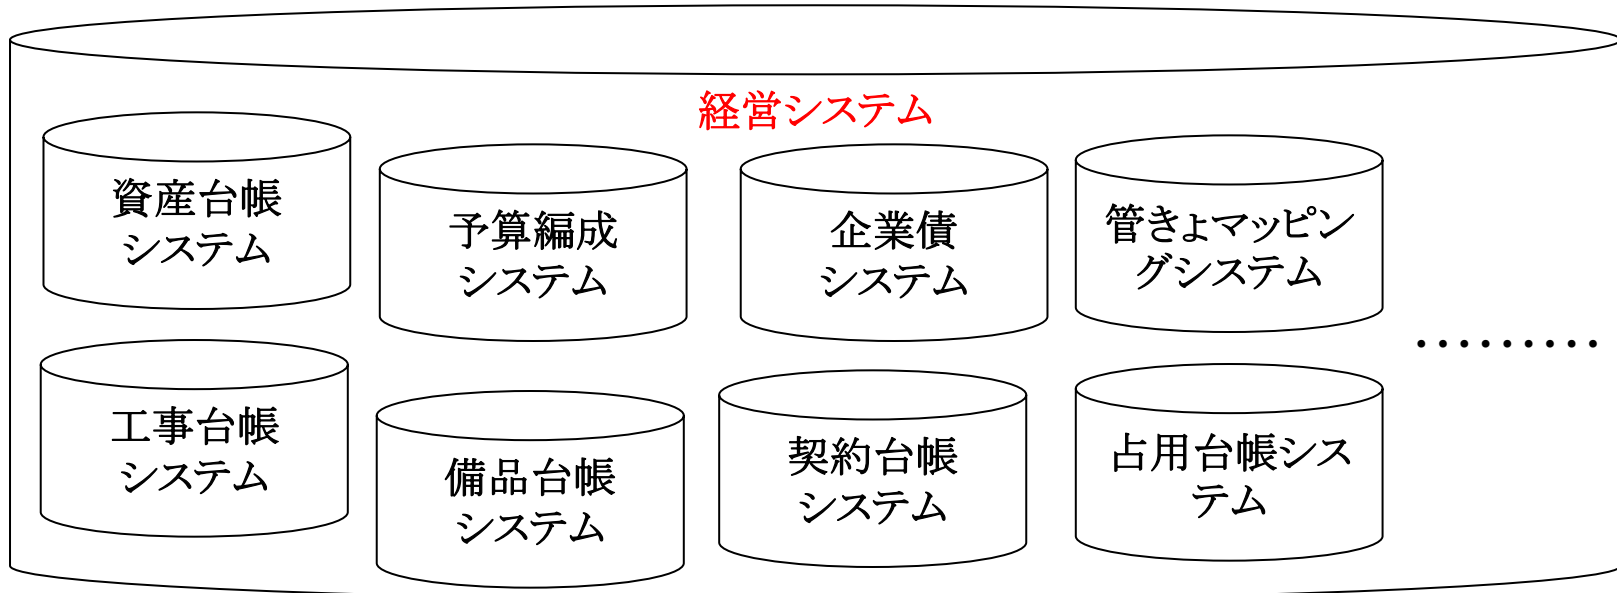 経営システム
資産台帳
システム
予算編成
システム
企業債
システム
管きょマッピン
グシステム
………
工事台帳
システム
備品台帳
システム
契約台帳
システム
占用台帳シス
テム